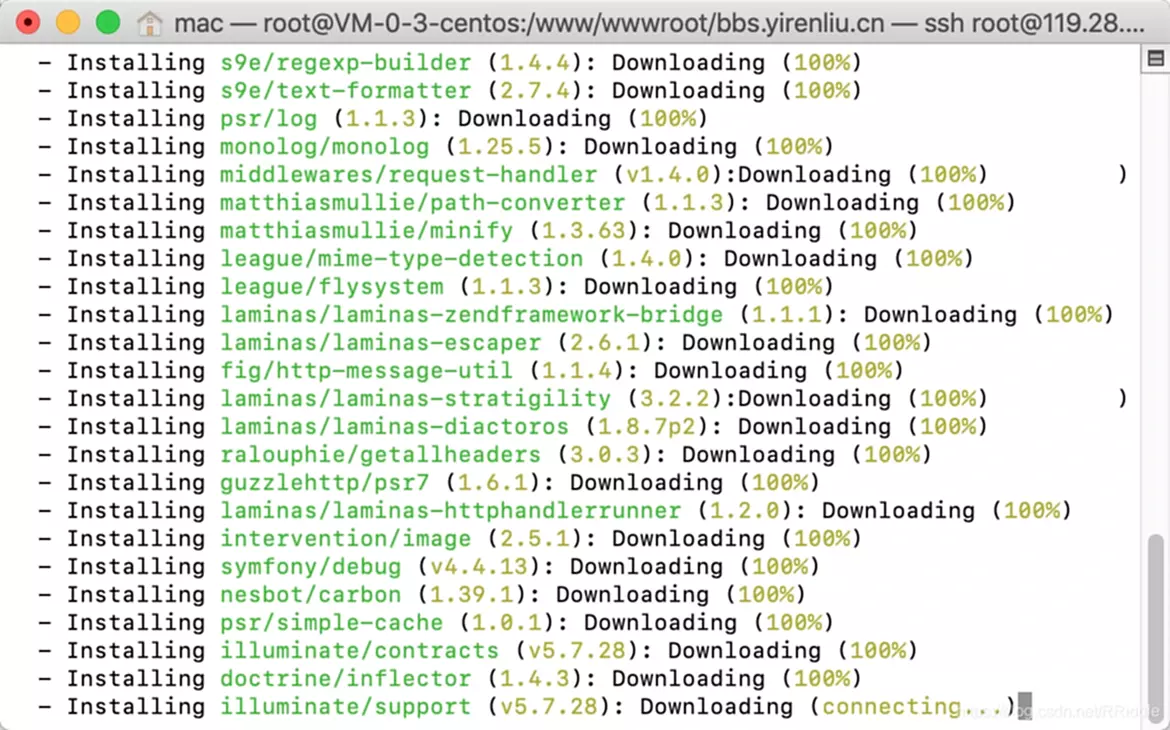 mac — root@VM-0-3-centos:/www/wwwroot/bbs.yirenliu.cn — ssh root@119.28....
– Installing s9e/regexp-builder (1.4.4): Downloading (100%)
– Installing s9e/text-formatter (2.7.4): Downloading (100%)
– Installing psr/log (1.1.3): Downloading (100%)
– Installing monolog/monolog (1.25.5): Downloading (100%)
– Installing middlewares/request-handler (v1.4.0):Downloading (100%) )
– Installing matthiasmullie/path-converter (1.1.3): Downloading (100%)
– Installing matthiasmullie/minify (1.3.63): Downloading (100%)
– Installing league/mime-type-detection (1.4.0): Downloading (100%)
– Installing league/flysystem (1.1.3): Downloading (100%)
– Installing laminas/laminas-zendframework-bridge (1.1.1): Downloading (100%)
– Installing laminas/laminas-escaper (2.6.1): Downloading (100%)
– Installing fig/http-message-util (1.1.4): Downloading (100%)
– Installing laminas/laminas-stratigility (3.2.2):Downloading (100%) )
– Installing laminas/laminas-diactoros (1.8.7p2): Downloading (100%)
– Installing ralouphie/getallheaders (3.0.3): Downloading (100%)
– Installing guzzlehttp/psr7 (1.6.1): Downloading (100%)
– Installing laminas/laminas-httphandlerrunner (1.2.0): Downloading (100%)
– Installing intervention/image (2.5.1): Downloading (100%)
– Installing symfony/debug (v4.4.13): Downloading (100%)
– Installing nesbot/carbon (1.39.1): Downloading (100%)
– Installing psr/simple-cache (1.0.1): Downloading (100%)
– Installing illuminate/contracts (v5.7.28): Downloading (100%)
– Installing doctrine/inflector (1.4.3): Downloading (100%)
– Installing illuminate/support (v5.7.28): Downloading (connecting...)